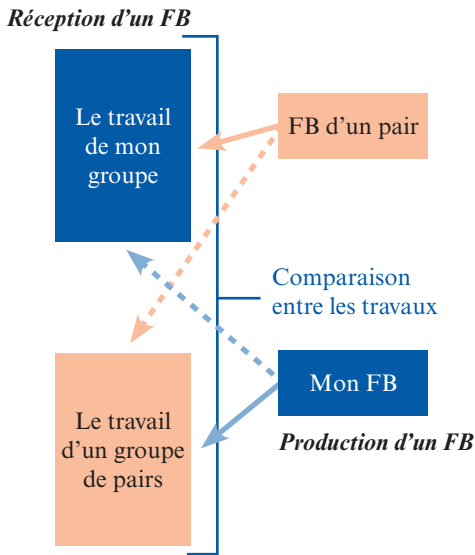 Réception d'un FB
Le travail
de mon
groupe
FB d'un pair
Comparaison
entre les travaux
Mon FB
Production d'un FB
Le travail
d'un groupe
de pairs